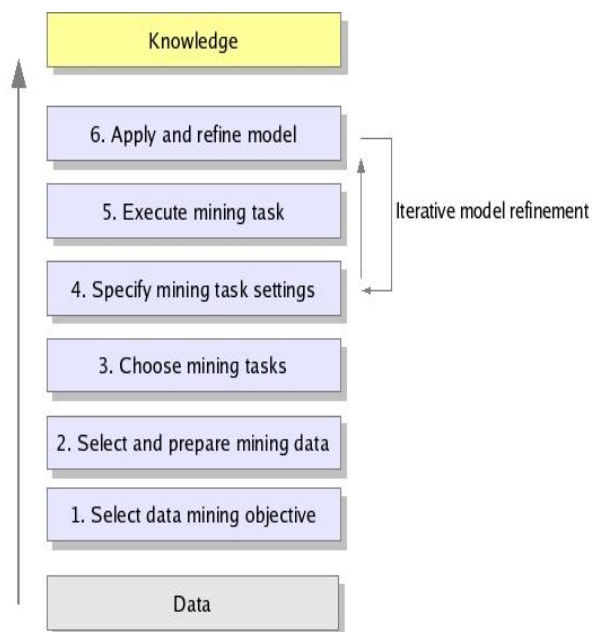 Knowledge
6. Apply and refine model
5. Execute mining task
Iterative model refinement
4. Specify mining task settings
3. Choose mining tasks
2. Select and prepare mining data
1. Select data mining objective
Data